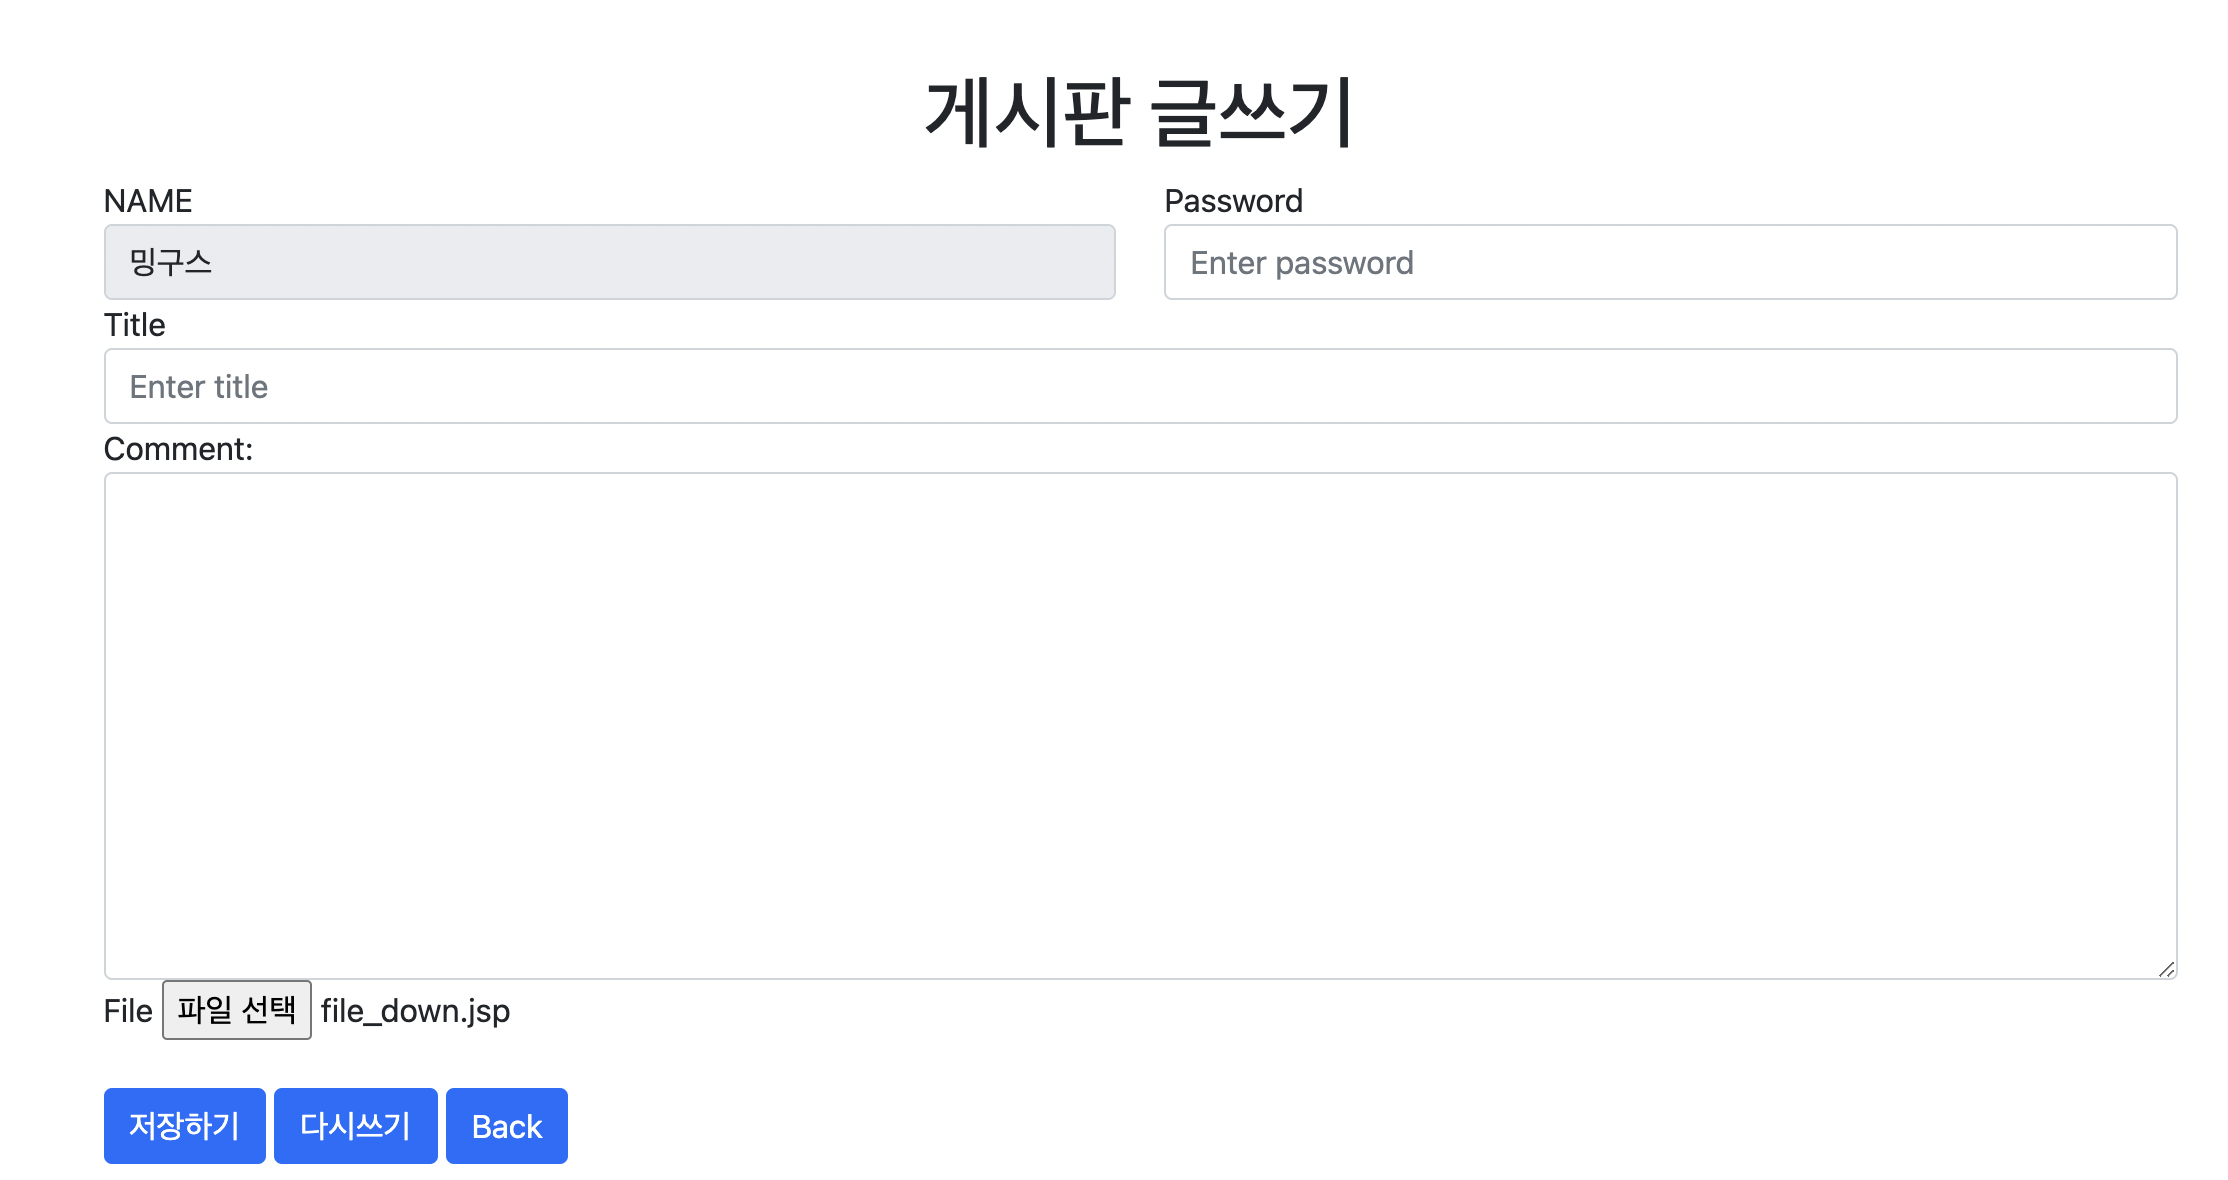 게시판 글쓰기
NAME
Password
밍구스
Enter password
Title
Enter title
Comment:
File 파일 선택 file_down.jsp
저장하기 다시쓰기 Back